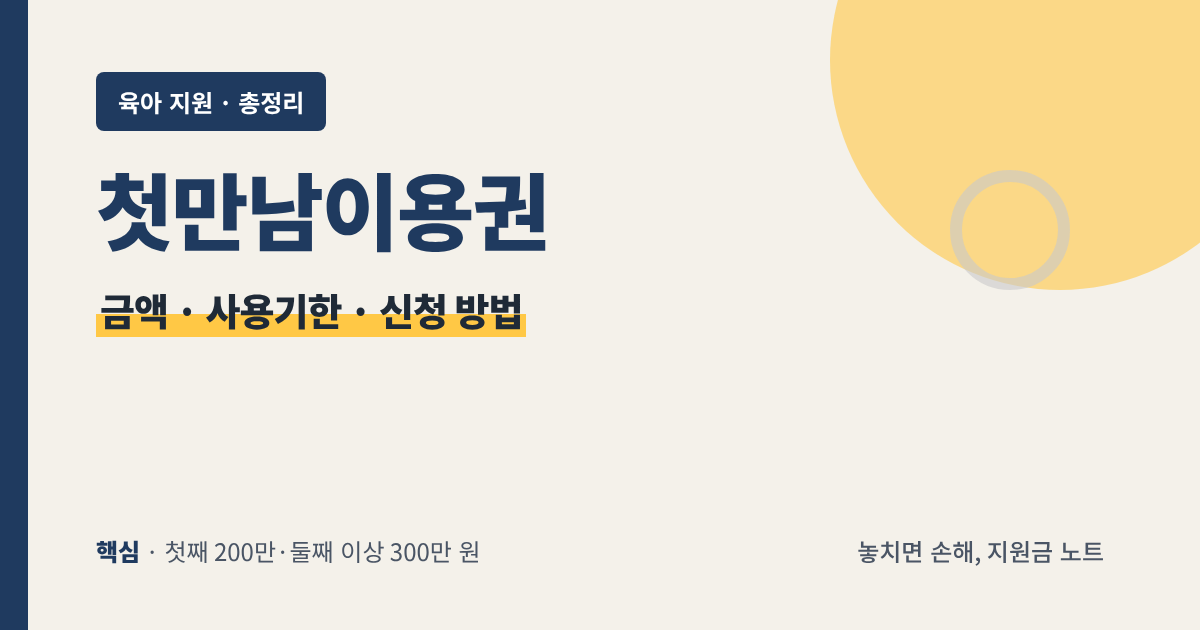 육아 지원 · 총정리
첫만남이용권
금액 · 사용기한 · 신청 방법
핵심 · 첫째 200만·둘째 이상 300만 원
놓치면 손해, 지원금 노트